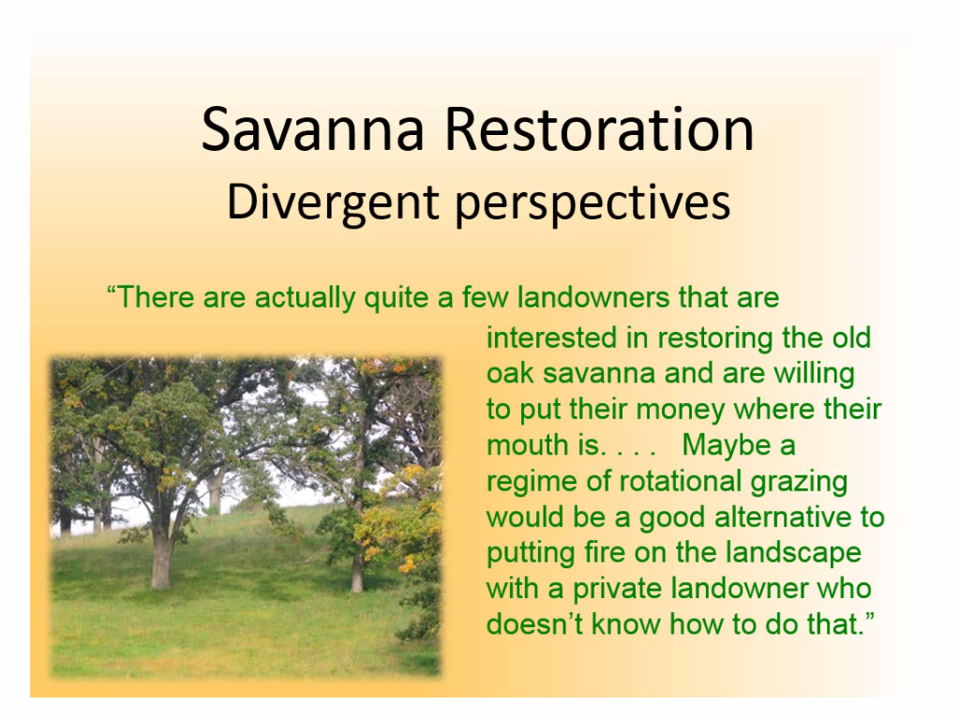 Savanna Restoration
Divergent perspectives
“There are actually quite a few landowners that are
interested in restoring the old
oak savanna and are willing
to put their money where their
mouth is. . . .   Maybe a
regime of rotational grazing
would be a good alternative to
putting fire on the landscape
with a private landowner who
doesn’t know how to do that.”